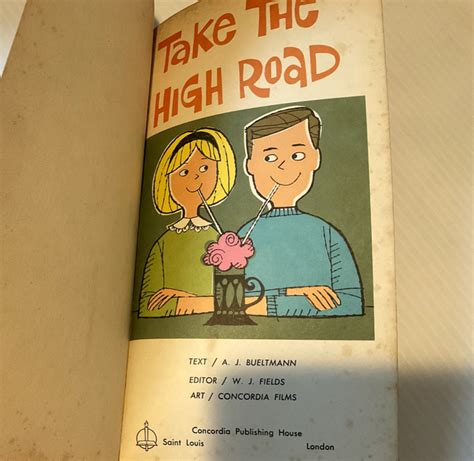 TAKE THE
HIGH ROAD
TEXT / A. J. BUELTMANN
EDITOR / W. J. FIELDS
ART / CONCORDIA FILMS
Concordia Publishing House
Saint Louis London